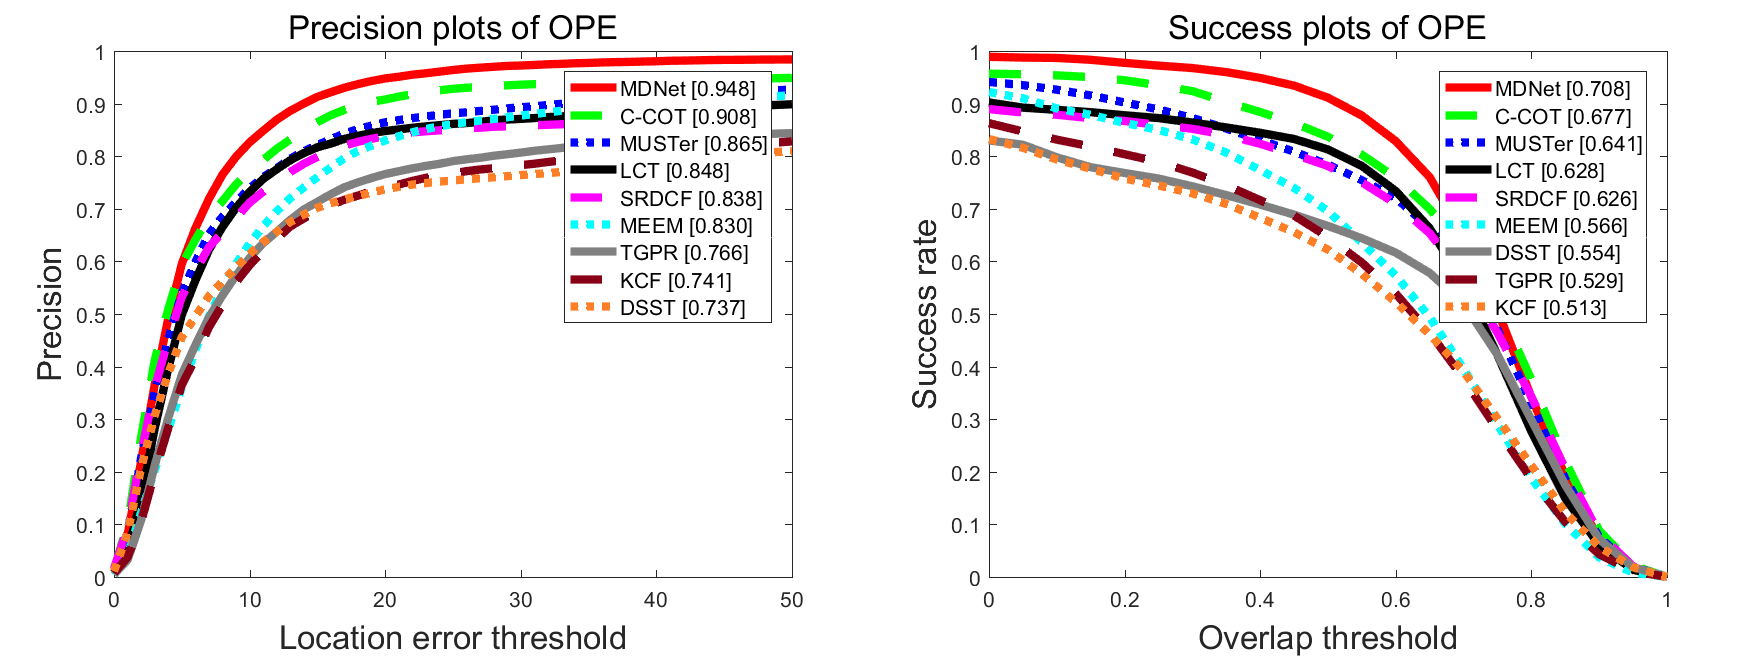 Precision plots of OPE
1
0.9
0.8
0.7
0.6
0.5
0.4
0.3
0.2
0.1
0
Precision
MDNet [0.948]
C-COT [0.908]
MUSTer [0.865]
LCT [0.848]
SRDCF [0.838]
MEEM [0.830]
TGPR [0.766]
KCF [0.741]
DSST [0.737]
0 10 20 30 40 50
Location error threshold
Success plots of OPE
1
0.9
0.8
0.7
0.6
0.5
0.4
0.3
0.2
0.1
0
Success rate
MDNet [0.708]
C-COT [0.677]
MUSTer [0.641]
LCT [0.628]
SRDCF [0.626]
MEEM [0.566]
DSST [0.554]
TGPR [0.529]
KCF [0.513]
0 0.2 0.4 0.6 0.8 1
Overlap threshold